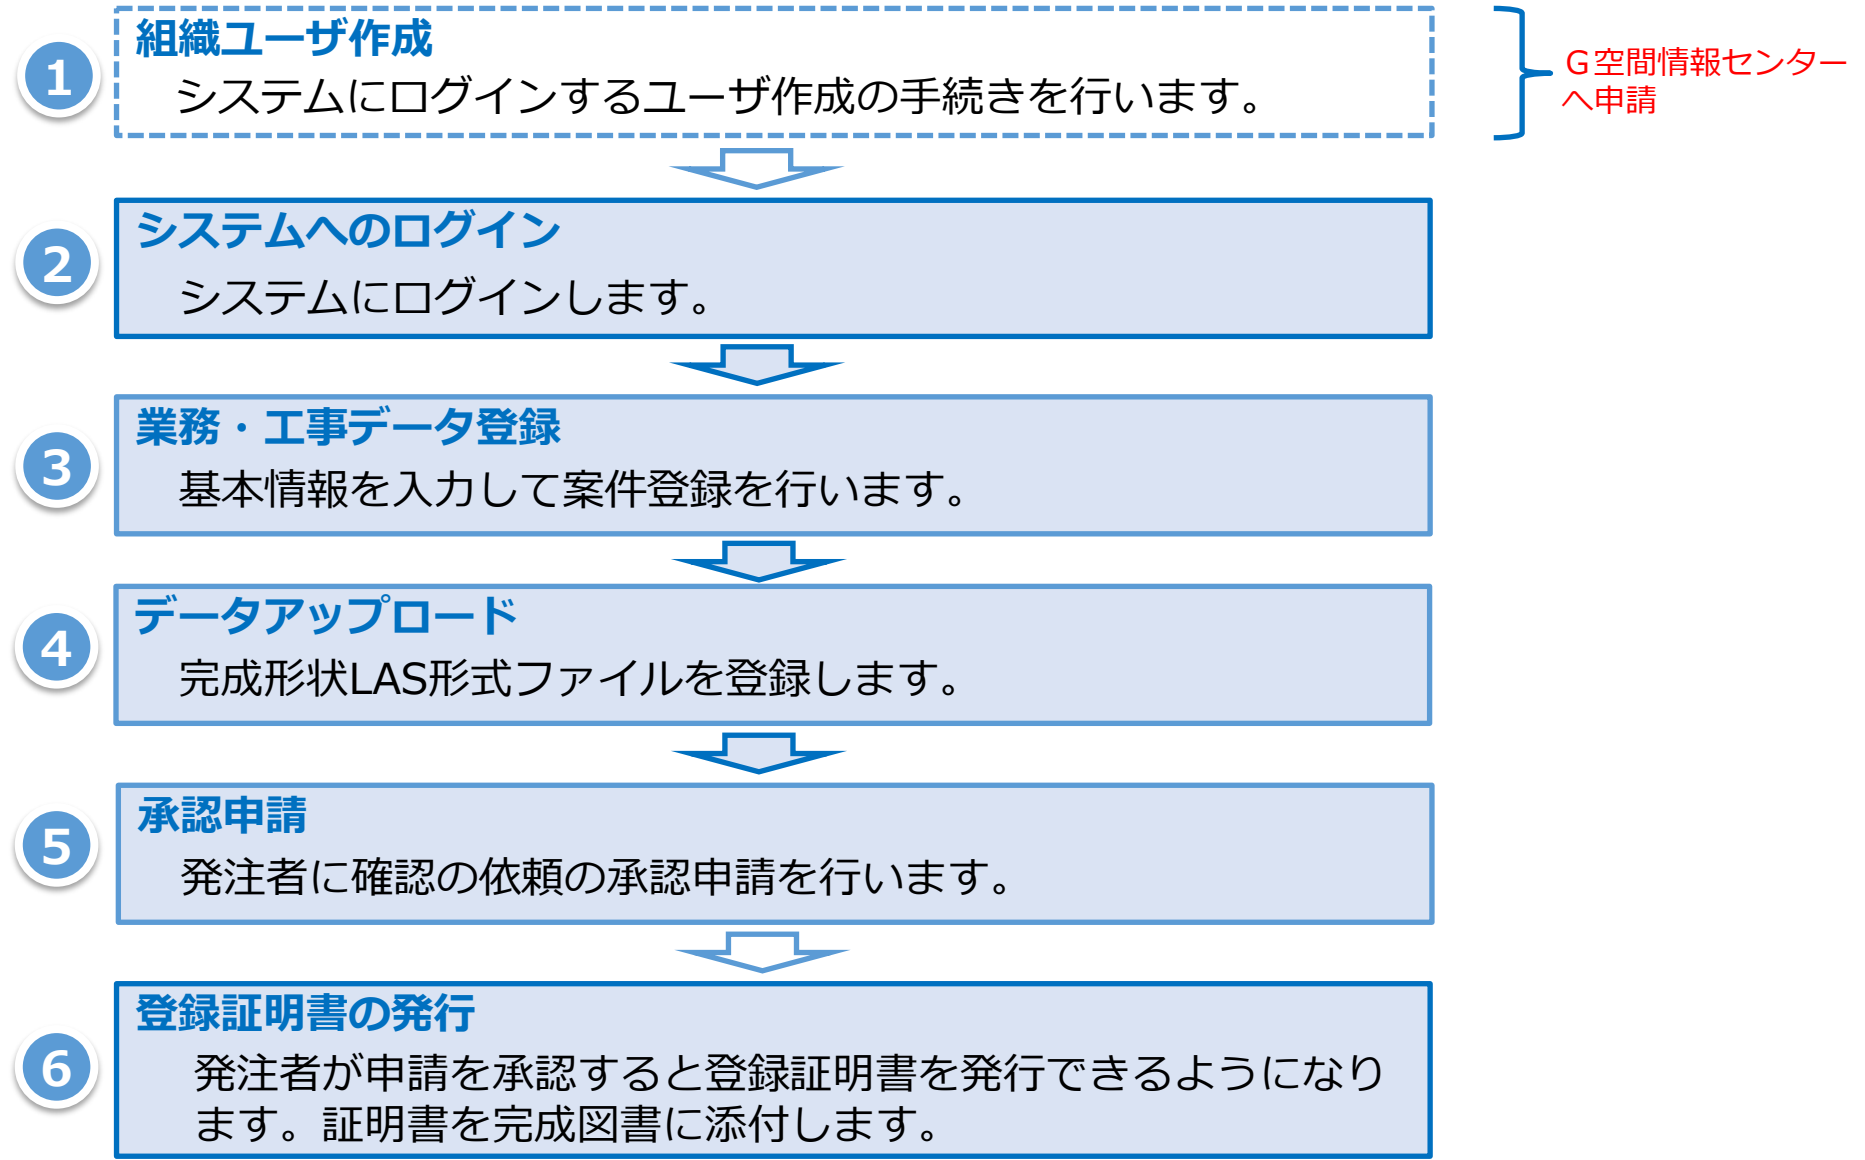 1
組織ユーザ作成
システムにログインするユーザ作成の手続きを行います。
Ｇ空間情報センター
へ申請
2
システムへのログイン
システムにログインします。
3
業務・工事データ登録
基本情報を入力して案件登録を行います。
4
データアップロード
完成形状LAS形式ファイルを登録します。
5
承認申請
発注者に確認の依頼の承認申請を行います。
6
登録証明書の発行
発注者が申請を承認すると登録証明書を発行できるようになり
ます。証明書を完成図書に添付します。